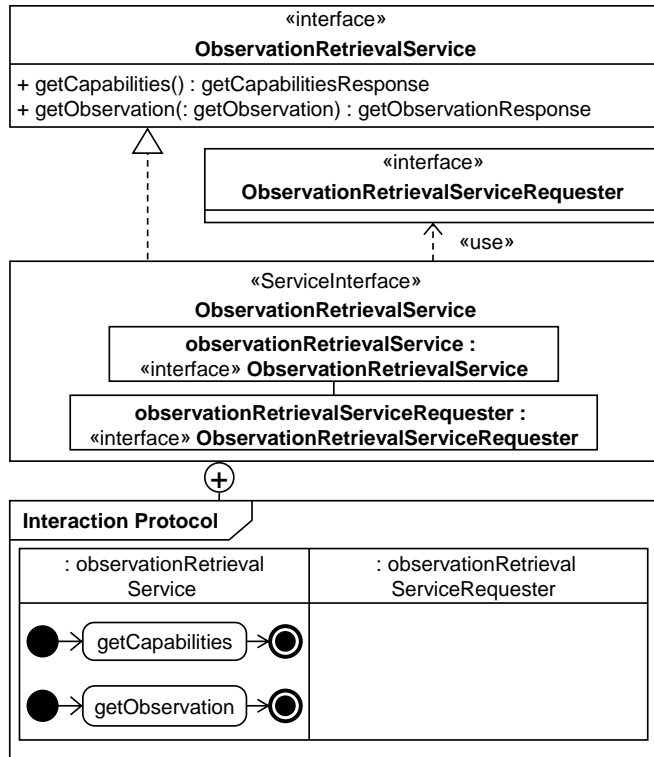 «interface»
ObservationRetrievalService
+ getCapabilities() : getCapabilitiesResponse
+ getObservation(: getObservation) : getObservationResponse
«interface»
ObservationRetrievalServiceRequester
«use»
«ServiceInterface»
ObservationRetrievalService
observationRetrievalService :
«interface» ObservationRetrievalService
observationRetrievalServiceRequester :
«interface» ObservationRetrievalServiceRequester
Interaction Protocol
: observationRetrieval
Service
: observationRetrieval
ServiceRequester
getCapabilities
getObservation